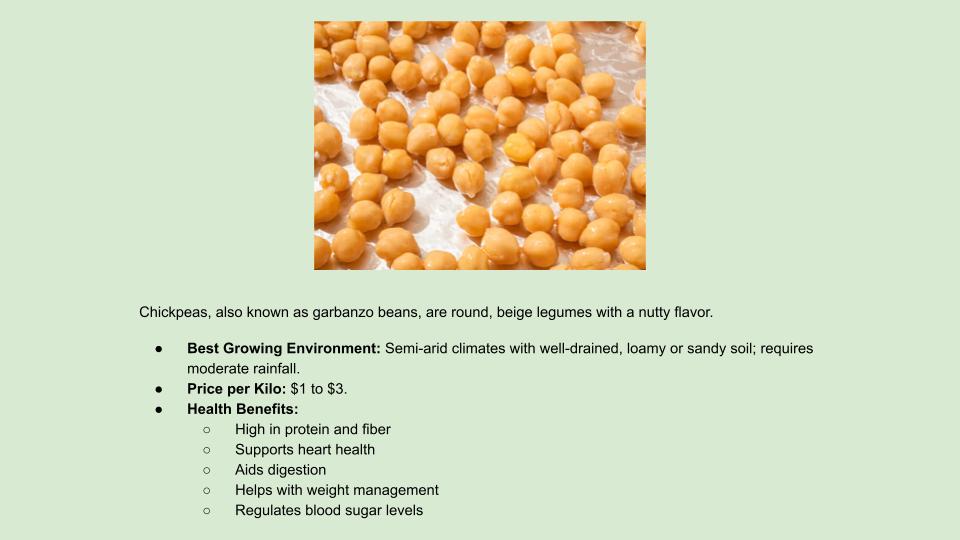 Chickpeas, also known as garbanzo beans, are round, beige legumes with a nutty flavor.
● Best Growing Environment: Semi-arid climates with well-drained, loamy or sandy soil; requires
moderate rainfall.
● Price per Kilo: $1 to $3.
● Health Benefits:
○ High in protein and fiber
○ Supports heart health
○ Aids digestion
○ Helps with weight management
○ Regulates blood sugar levels